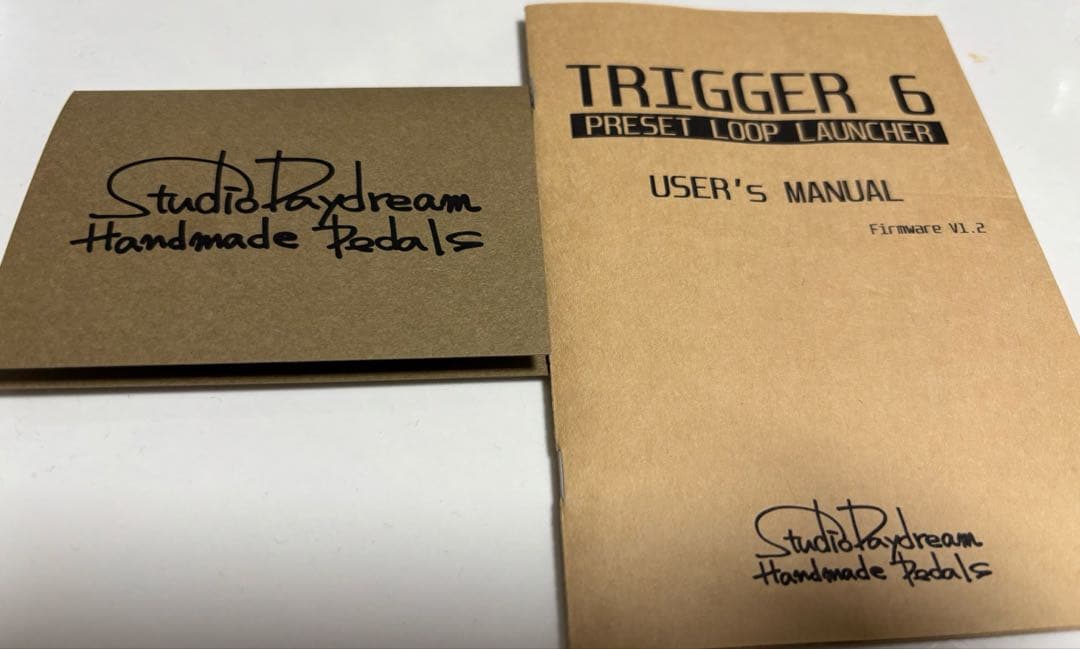 StudioDaydream
Handmade Pedals
TRIGGER 6
PRESET LOOP LAUNCHER
USER's MANUAL
Firmware V1.2
StudioDaydream
Handmade Pedals